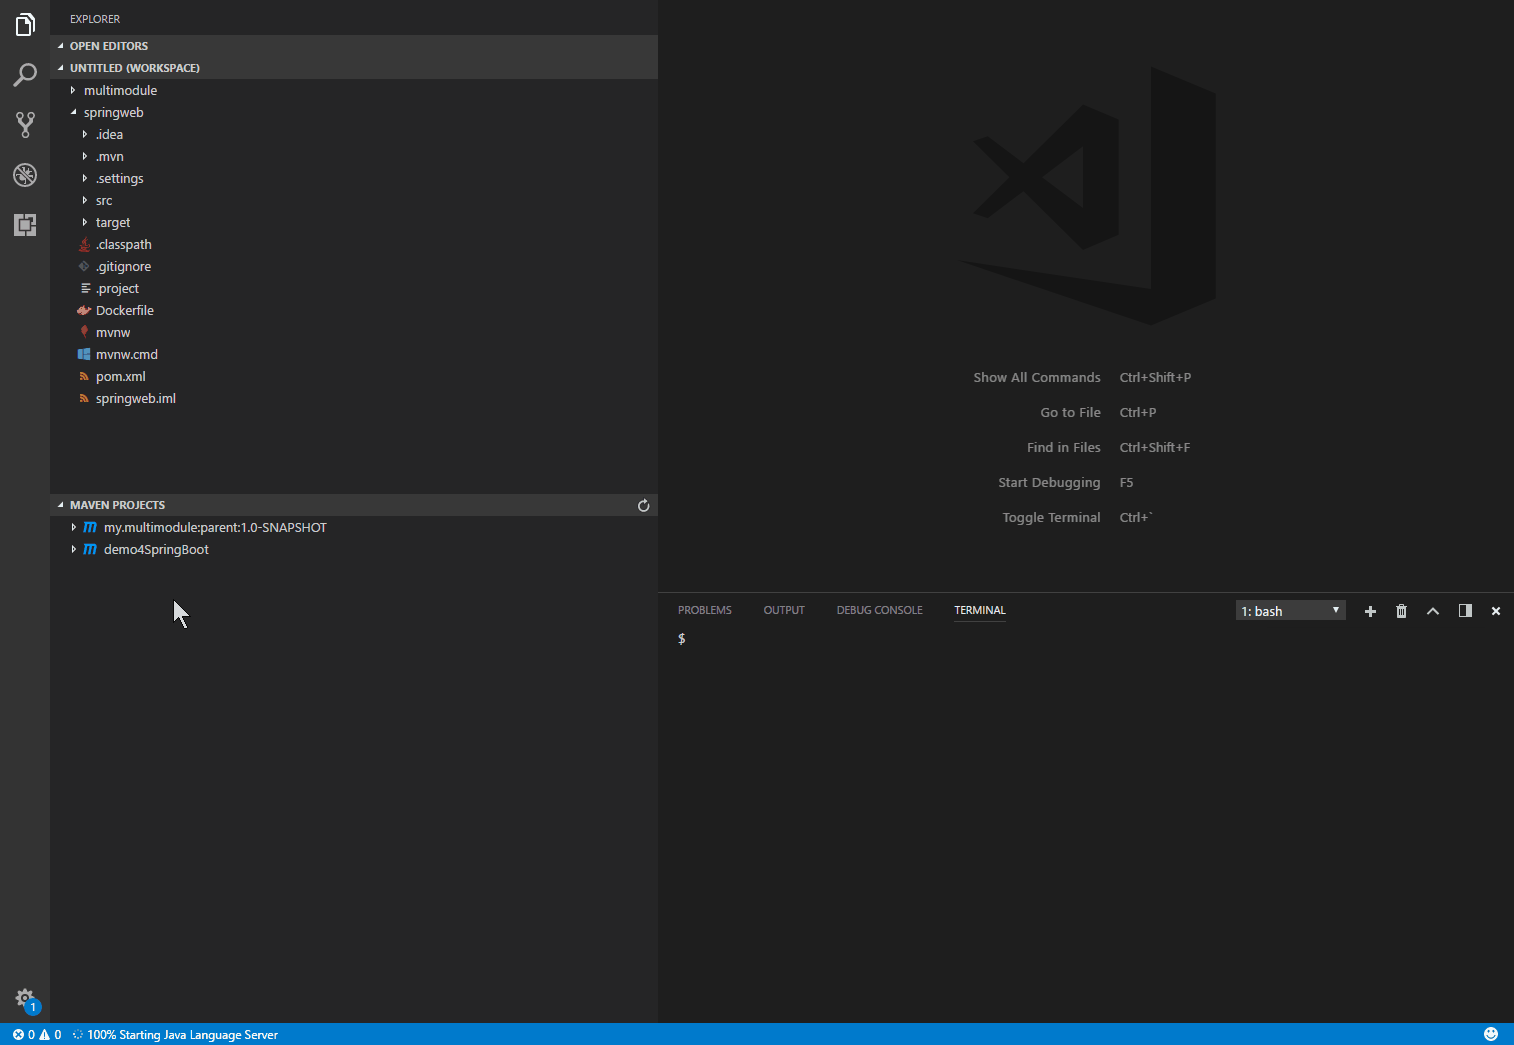 EXPLORER
OPEN EDITORS
UNTITLED (WORKSPACE)
multimodule
springweb
.idea
.mvn
.settings
src
target
.classpath
.gitignore
.project
Dockerfile
mvnw
mvnw.cmd
pom.xml
springweb.iml
MAVEN PROJECTS
my.multimodule:parent:1.0-SNAPSHOT
demo4SpringBoot
Show All Commands Ctrl+Shift+P
Go to File Ctrl+P
Find in Files Ctrl+Shift+F
Start Debugging F5
Toggle Terminal Ctrl+`
PROBLEMS OUTPUT DEBUG CONSOLE TERMINAL 1: bash
$
1
0 0 100% Starting Java Language Server